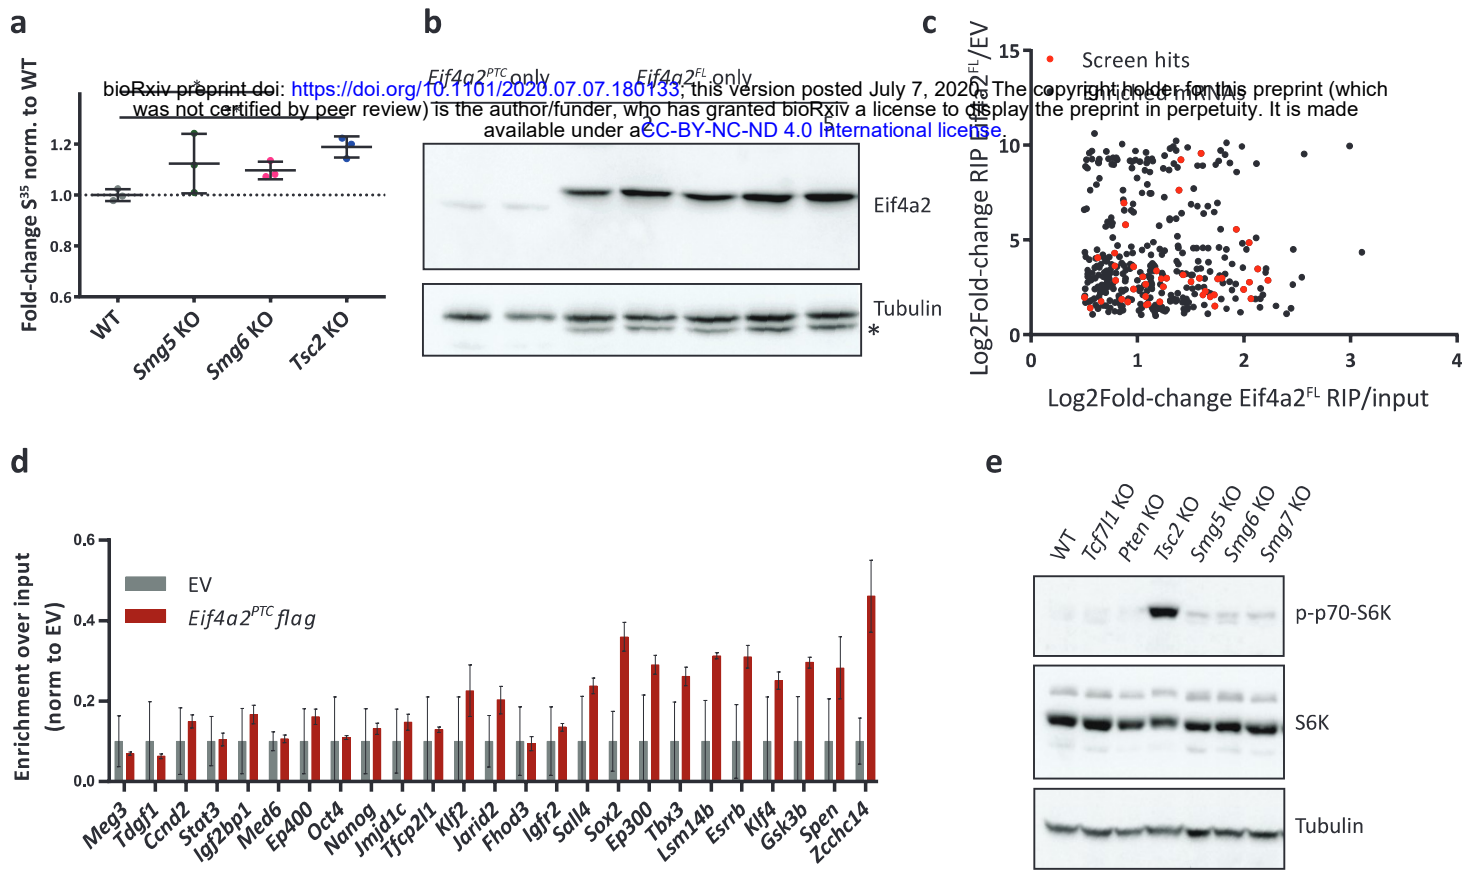 a
b
c
bioRxiv preprint doi: https://doi.org/10.1101/2020.07.07.180133; this version posted July 7, 2020. The copyright holder for this preprint (which
was not certified by peer review) is the author/funder, who has granted bioRxiv a license to display the preprint in perpetuity. It is made
available under aCC-BY-NC-ND 4.0 International license.
Fold-change S35 norm. to WT
*
1.2
1.0
0.8
0.6
WT
Smg5 KO
Smg6 KO
Tsc2 KO
Eif4a2PTC only
Eif4a2FL only
Eif4a2
Tubulin
*
Log2Fold-change RIP Eif4a2FL/EV
Screen hits
Enriched mRNAs
15
10
5
0
0 1 2 3 4
Log2Fold-change Eif4a2FL RIP/input
d
Enrichment over input
(norm to EV)
0.6
0.4
0.2
0.0
EV
Eif4a2PTC flag
Meg3
Tdgf1
Ccnd2
Stat3
Igf2bp1
Med6
Ep400
Oct4
Nanog
Jmjd1c
Tfcp2l1
Klf2
Jarid2
Fhod3
Igfr2
Sall4
Sox2
Ep300
Tbx3
Lsm14b
Esrrb
Klf4
Gsk3b
Spen
Zcchc14
e
WT
Tcf7l1 KO
Pten KO
Tsc2 KO
Smg5 KO
Smg6 KO
Smg7 KO
p-p70-S6K
S6K
Tubulin